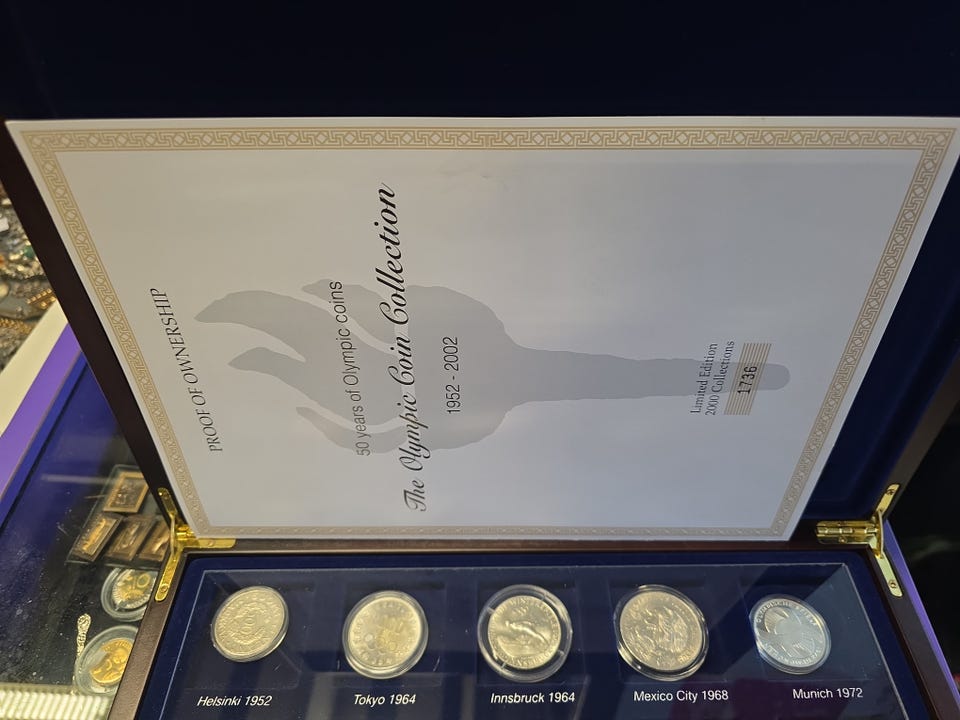 PROOF OF OWNERSHIP
50 years of Olympic coins
The Olympic Coin Collection
1952 - 2002
Limited Edition
2000 Collections
1736
Helsinki 1952
Tokyo 1964
Innsbruck 1964
Mexico City 1968
Munich 1972